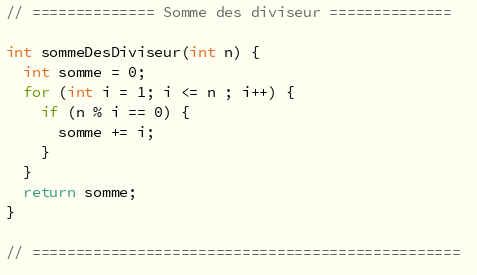 // ============== Somme des diviseur ==============
int sommeDesDiviseur(int n) {
  int somme = 0;
  for (int i = 1; i <= n ; i++) {
    if (n % i == 0) {
      somme += i;
    }
  }
  return somme;
}
// =================================================